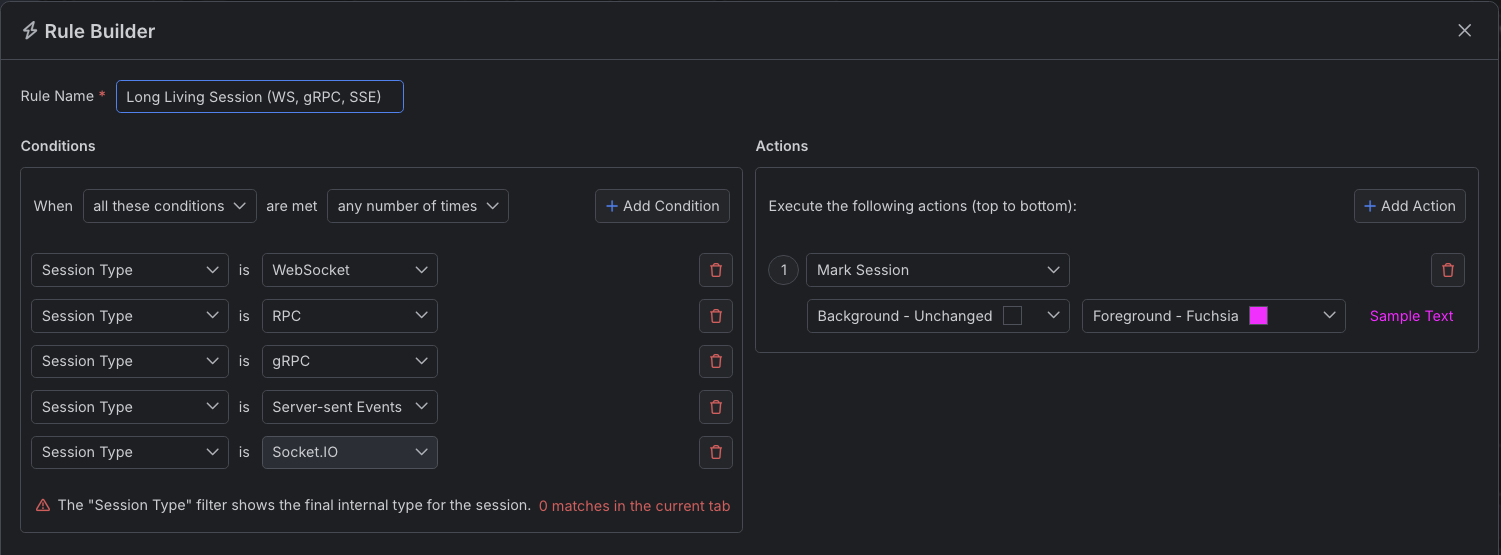 Rule Builder
Rule Name * Long Living Session (WS, gRPC, SSE)
Conditions
When all these conditions are met any number of times + Add Condition
Session Type is WebSocket
Session Type is RPC
Session Type is gRPC
Session Type is Server-sent Events
Session Type is Socket.IO
The "Session Type" filter shows the final internal type for the session. 0 matches in the current tab
Actions
Execute the following actions (top to bottom): + Add Action
1 Mark Session
Background - Unchanged Foreground - Fuchsia Sample Text